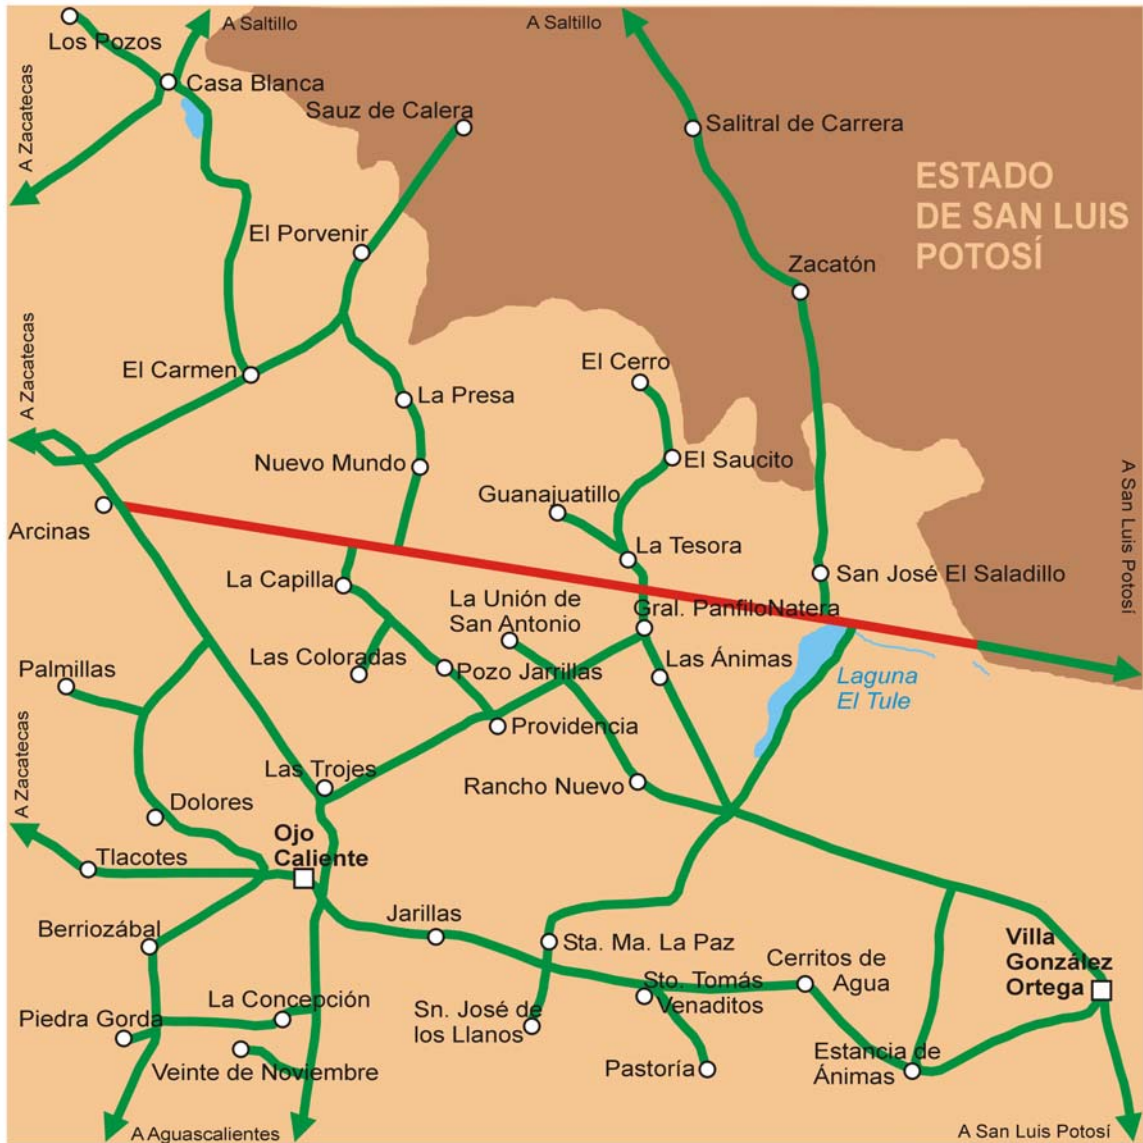 A Saltillo
A Saltillo
Los Pozos
Casa Blanca
A Zacatecas
Sauz de Calera
Salitral de Carrera
ESTADO
DE SAN LUIS
POTOSÍ
El Porvenir
Zacatón
A Zacatecas
El Carmen
El Cerro
La Presa
Nuevo Mundo
El Saucito
Guanajuatillo
A San Luis Potosí
Arcinas
La Tesora
La Capilla
San José El Saladillo
La Unión de
San Antonio
Gral. PanfiloNatera
Las Coloradas
Pozo Jarrillas
Las Ánimas
Palmillas
Laguna
El Tule
Providencia
A Zacatecas
Las Trojes
Rancho Nuevo
Dolores
Ojo
Caliente
Tlacotes
Jarillas
Berriozábal
Sta. Ma. La Paz
Cerritos de
Agua
Villa
González
Ortega
Sto. Tomás
Venaditos
La Concepción
Sn. José de
los Llanos
Piedra Gorda
Veinte de Noviembre
Pastoría
Estancia de
Ánimas
A Aguascalientes
A San Luis Potosí